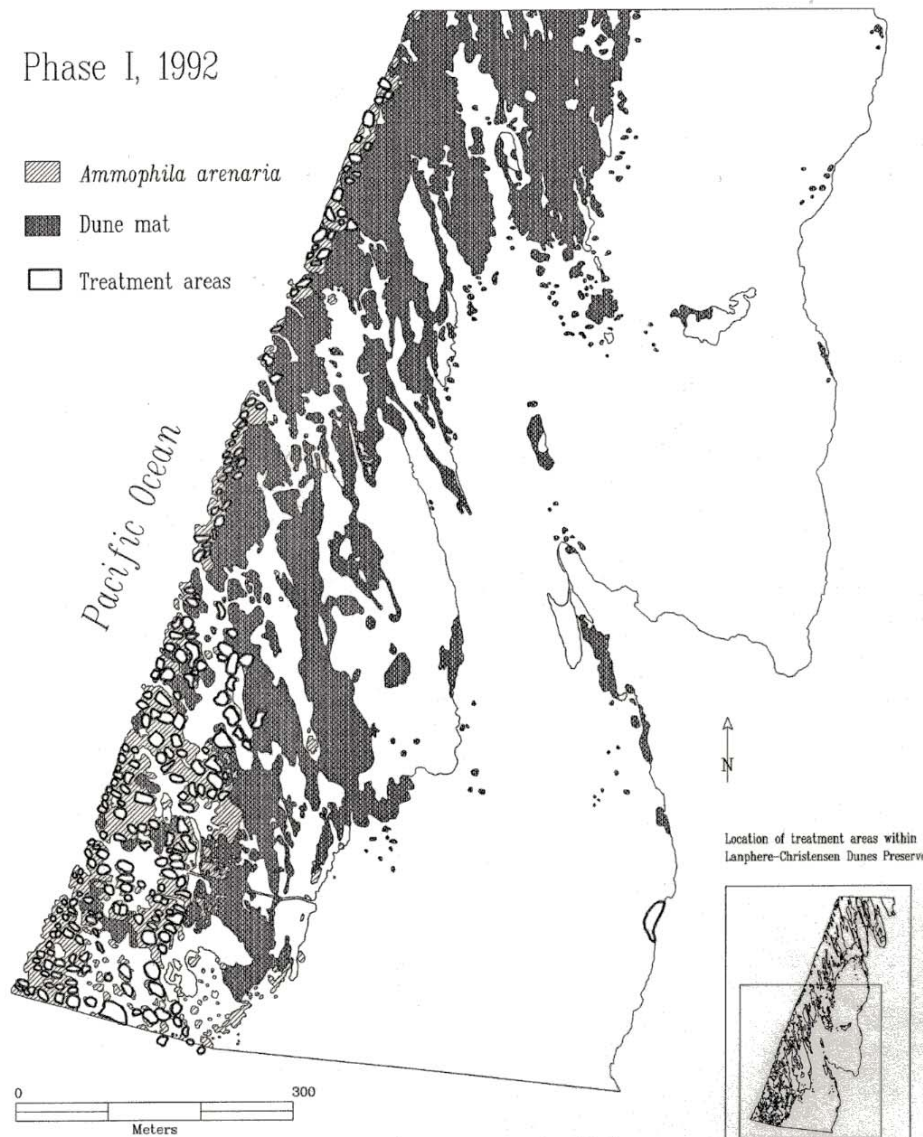 Phase I, 1992
Ammophila arenaria
Dune mat
Treatment areas
Pacific Ocean
N
Location of treatment areas within
Lanphere-Christensen Dunes Preserve
0 300
Meters